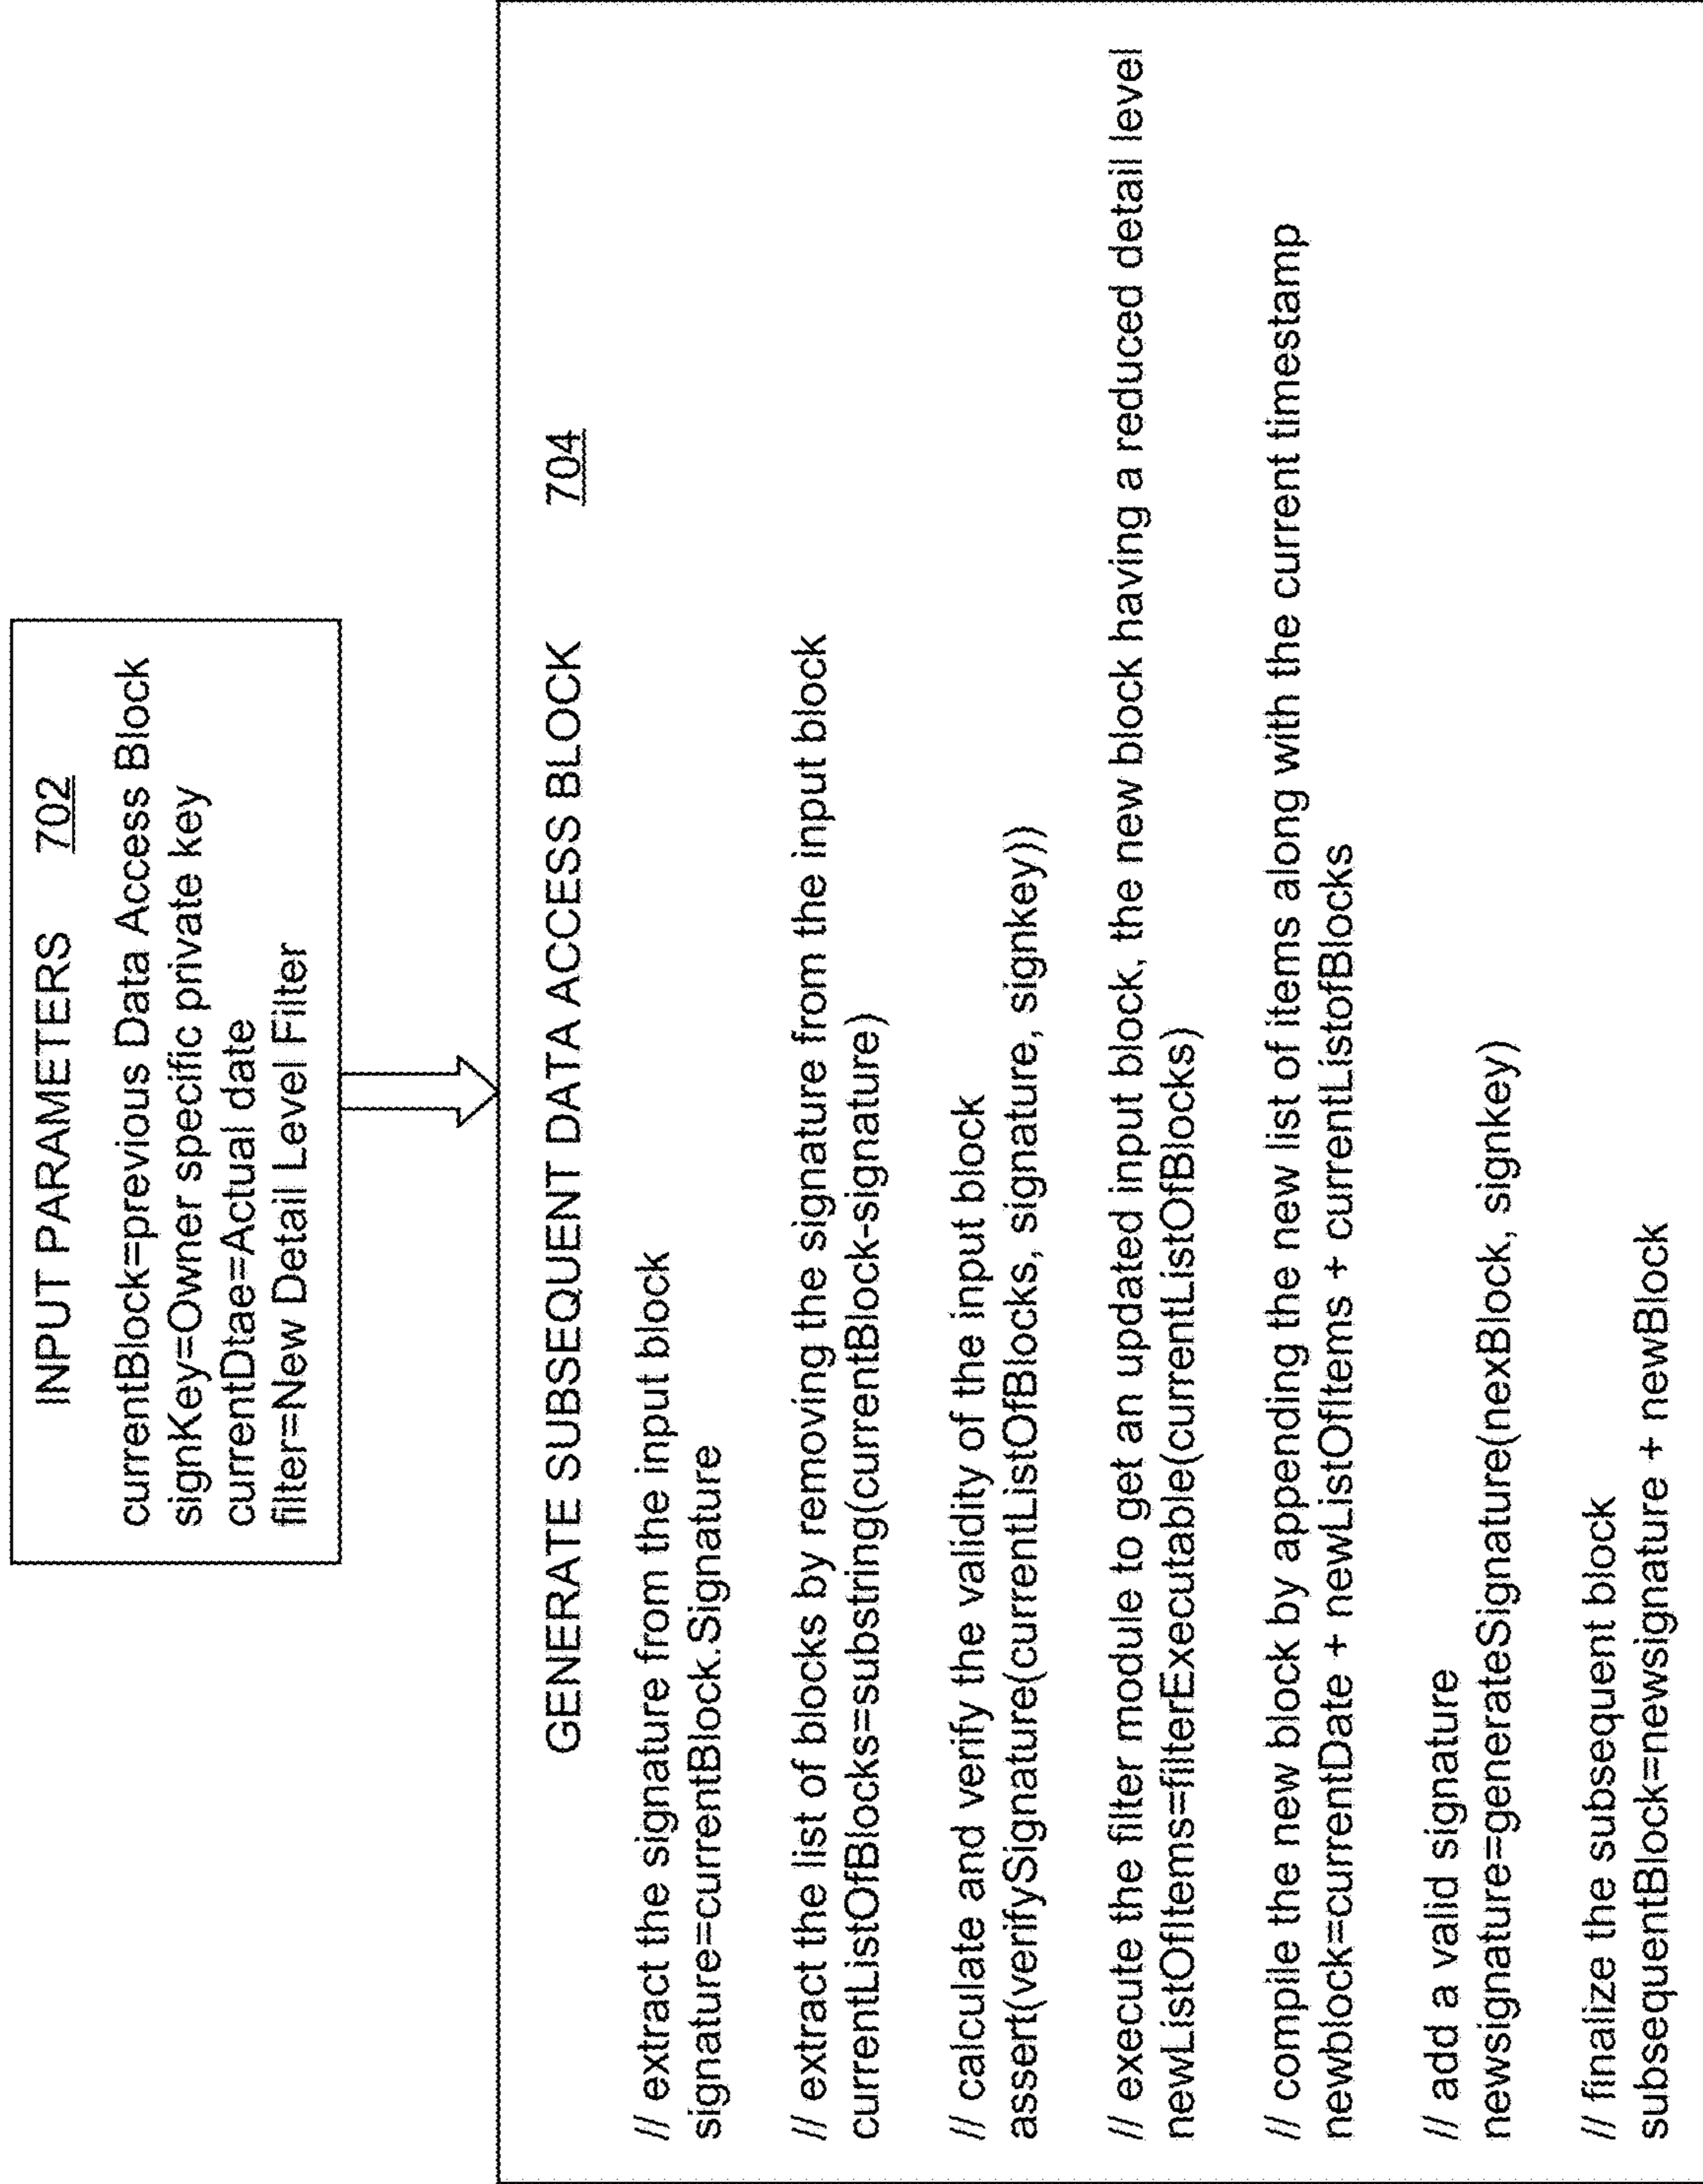 INPUT PARAMETERS 702
currentBlock=previous Data Access Block
signKey=Owner specific private key
currentDtae=Actual date
filter=New Detail Level Filter
GENERATE SUBSEQUENT DATA ACCESS BLOCK 704
// extract the signature from the input block
signature=currentBlock.Signature
// extract the list of blocks by removing the signature from the input block
currentListOfBlocks=substring(currentBlock-signature)
// calculate and verify the validity of the input block
assert(verifySignature(currentListOfBlocks, signature, signkey))
// execute the filter module to get an updated input block, the new block having a reduced detail level
newListOfItems=filterExecutable(currentListOfBlocks)
// compile the new block by appending the new list of items along with the current timestamp
newblock=currentDate + newListOfItems + currentListofBlocks
// add a valid signature
newsignature=generateSignature(nexBlock, signkey)
// finalize the subsequent block
subsequentBlock=newsignature + newBlock